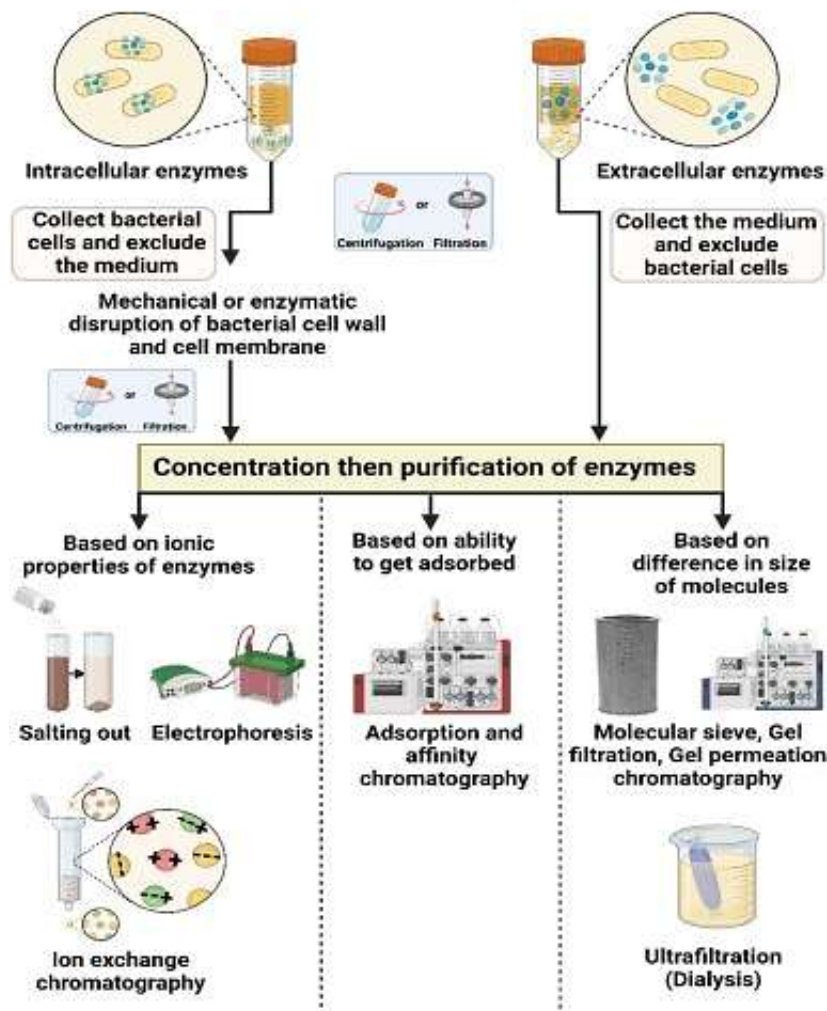 Intracellular enzymes
Extracellular enzymes
Collect bacterial
cells and exclude
the medium
or
Centrifugation Filtration
Collect the medium
and exclude
bacterial cells
Mechanical or enzymatic
disruption of bacterial cell wall
and cell membrane
or
Centrifugation Filtration
Concentration then purification of enzymes
Based on ionic
properties of enzymes
Salting out
Electrophoresis
Ion exchange
chromatography
Based on ability
to get adsorbed
Adsorption and
affinity
chromatography
Based on
difference in size
of molecules
Molecular sieve, Gel
filtration, Gel permeation
chromatography
Ultrafiltration
(Dialysis)